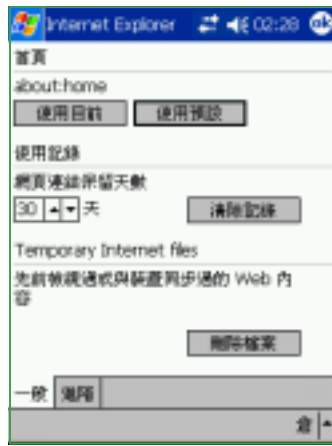 Internet Explorer 02:28 ok
首頁
about:home
使用目前 使用預設
使用記錄
網頁連結保留天數
30 天 清除記錄
Temporary Internet files
先前檢視過或與裝置同步過的 Web 內
容
刪除檔案
一般 進階
倉